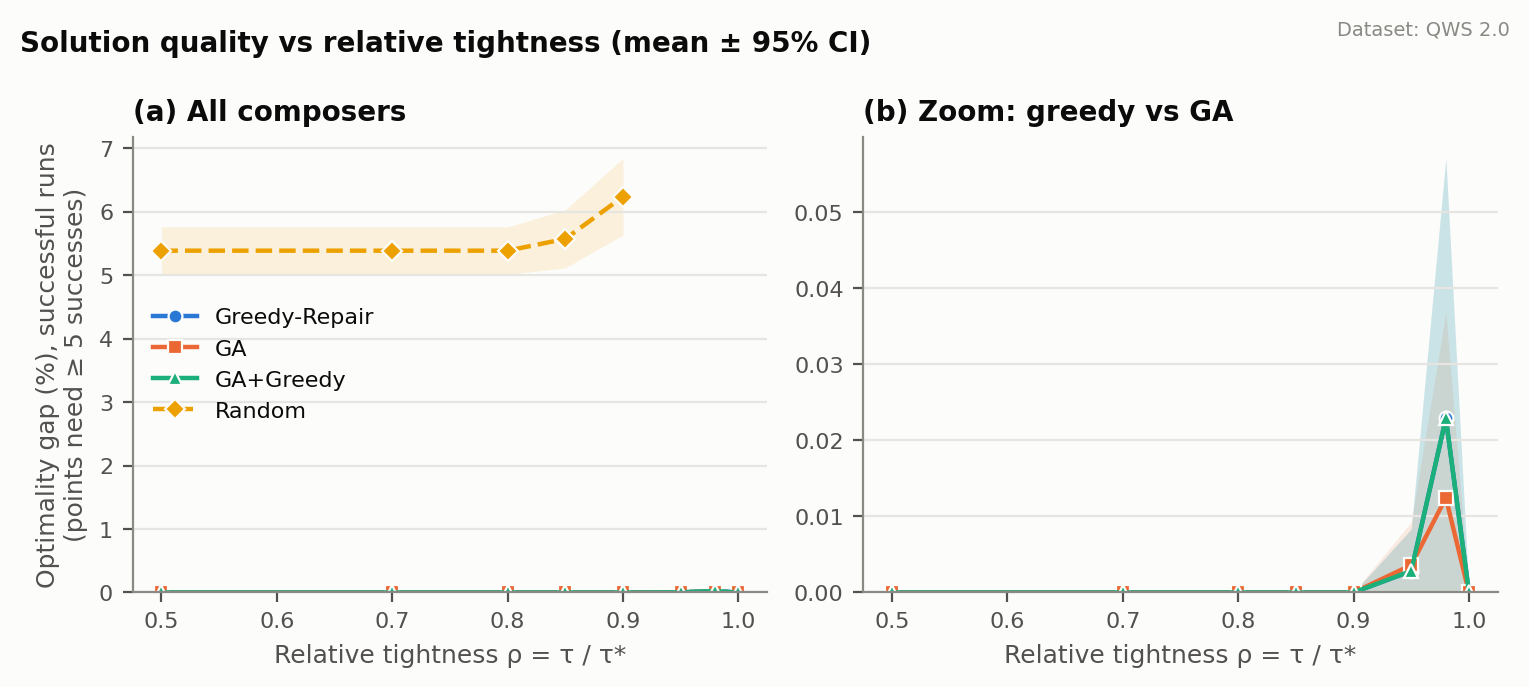 Solution quality vs relative tightness (mean ± 95% CI)
Dataset: QWS 2.0
(a) All composers
Optimality gap (%), successful runs
(points need ≥ 5 successes)
7
6
5
4
3
2
1
0
Greedy-Repair
GA
GA+Greedy
Random
0.5 0.6 0.7 0.8 0.9 1.0
Relative tightness ρ = τ / τ*
(b) Zoom: greedy vs GA
0.05
0.04
0.03
0.02
0.01
0.00
0.5 0.6 0.7 0.8 0.9 1.0
Relative tightness ρ = τ / τ*